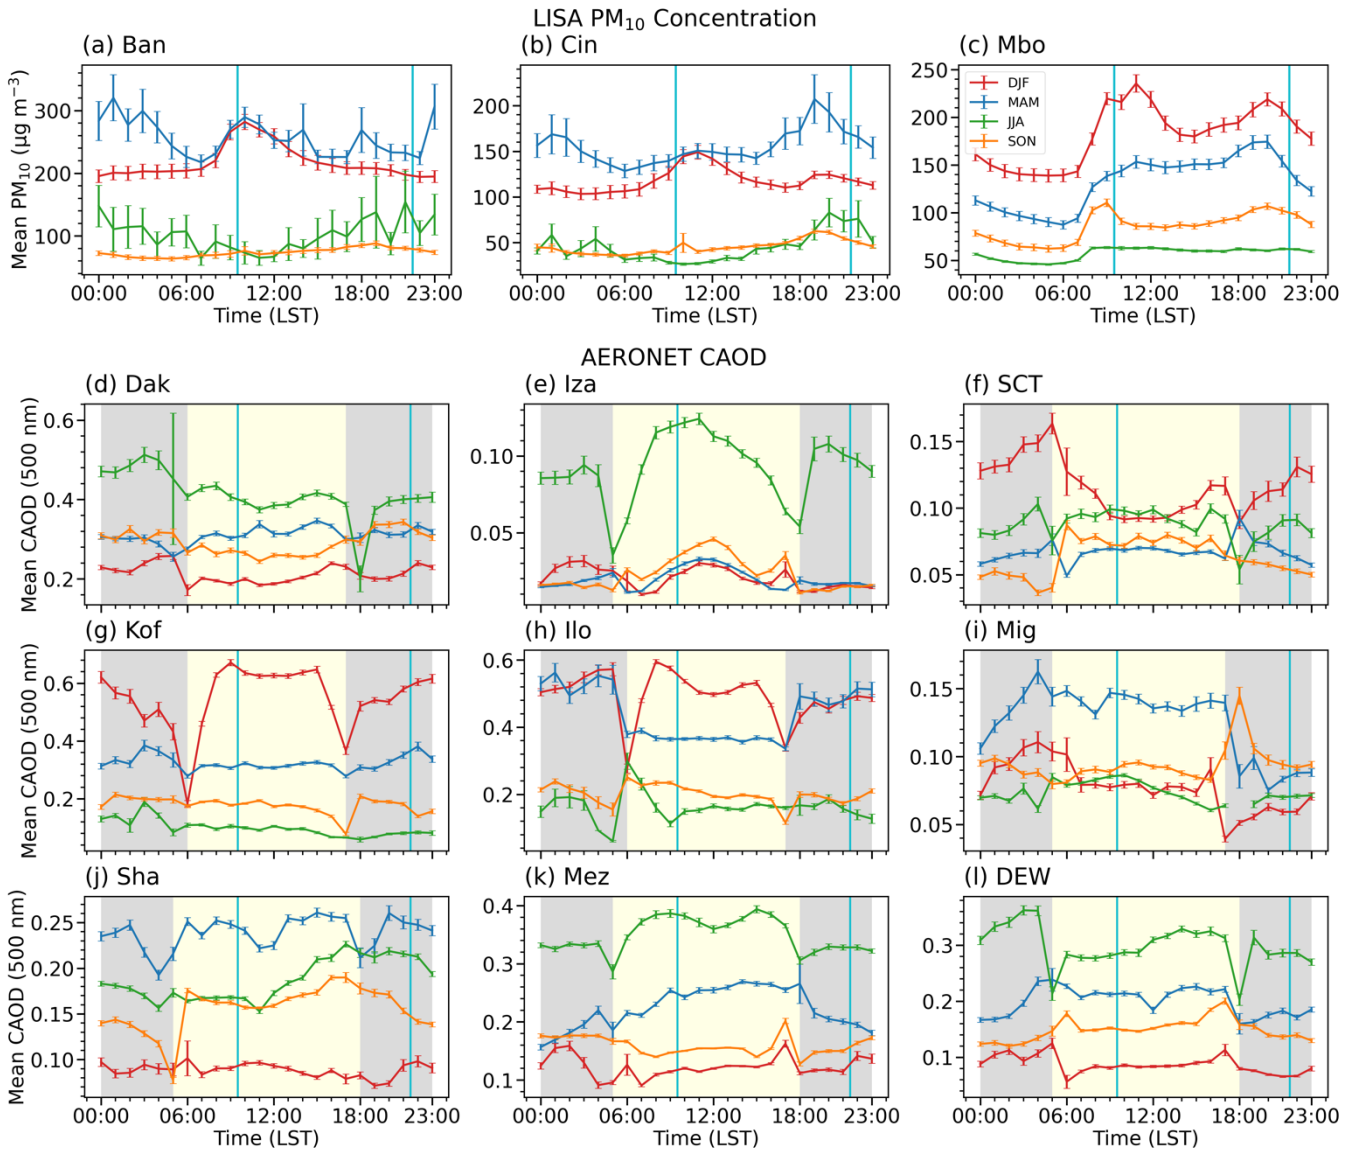 LISA PM₁₀ Concentration
(a) Ban
(b) Cin
(c) Mbo
Mean PM₁₀ (µg m⁻³)
300
200
100
200
150
100
50
250
200
150
100
50
DJF
MAM
JJA
SON
00:00 06:00 12:00 18:00 23:00
00:00 06:00 12:00 18:00 23:00
00:00 06:00 12:00 18:00 23:00
Time (LST)
Time (LST)
Time (LST)
AERONET CAOD
(d) Dak
(e) Iza
(f) SCT
Mean CAOD (500 nm)
0.6
0.4
0.2
0.10
0.05
0.15
0.10
0.05
(g) Kof
(h) Ilo
(i) Mig
Mean CAOD (500 nm)
0.6
0.4
0.2
0.6
0.4
0.2
0.15
0.10
0.05
(j) Sha
(k) Mez
(l) DEW
Mean CAOD (500 nm)
0.25
0.20
0.15
0.10
0.4
0.3
0.2
0.1
0.3
0.2
0.1
00:00 06:00 12:00 18:00 23:00
00:00 06:00 12:00 18:00 23:00
00:00 06:00 12:00 18:00 23:00
Time (LST)
Time (LST)
Time (LST)